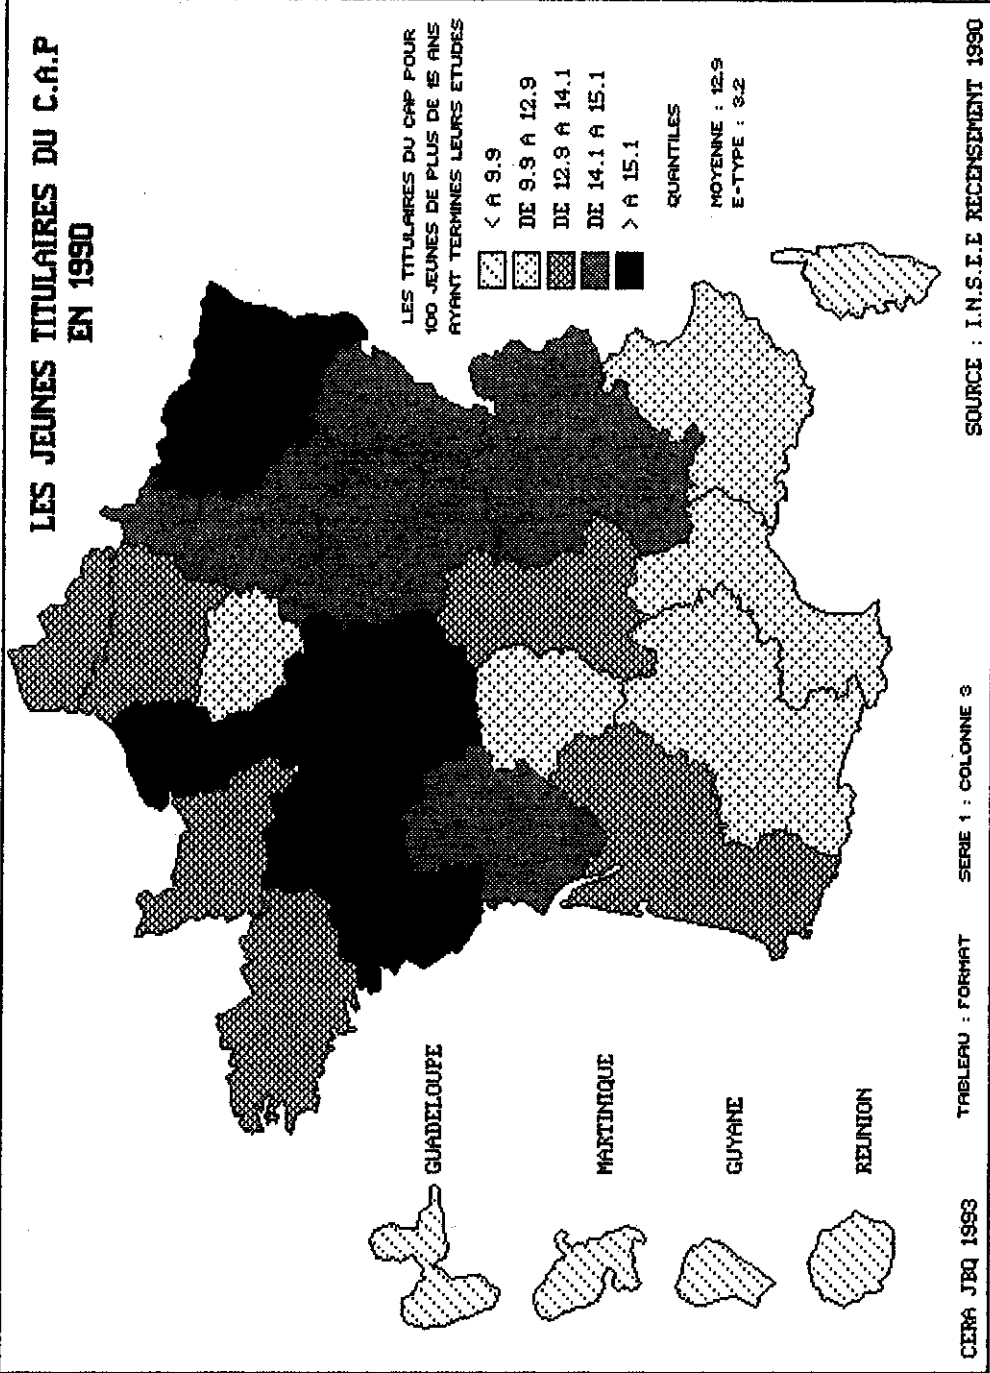 LES JEUNES TITULAIRES DU C.A.P
EN 1990
LES TITULAIRES DU CAP POUR
100 JEUNES DE PLUS DE 15 ANS
AYANT TERMINES LEURS ETUDES
< A 9.9
DE 9.9 A 12.9
DE 12.9 A 14.1
DE 14.1 A 15.1
> A 15.1
QUANTILES
MOYENNE : 12.9
E-TYPE : 3.2
GUADELOUPE
MARTINIQUE
GUYANE
REUNION
CERA JBQ 1993 TABLEAU : FORMAT SERIE 1 : COLONNE 3 SOURCE : I.N.S.E.E RECENSEMENT 1990